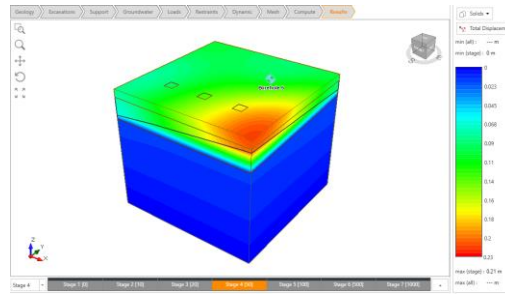 Geology Excavations Support Groundwater Loads Restraints Dynamic Mesh Compute Results
Solids
Total Displacem
min (all) : --- m
min (stage) : 0 m
0
0.023
0.045
0.068
0.09
0.11
0.14
0.16
0.18
0.2
0.23
max (stage) : 0.21 m
max (all) : --- m
Z
Y
X
Stage 4 Stage 1 [0] Stage 2 [10] Stage 3 [20] Stage 4 [50] Stage 5 [100] Stage 6 [500] Stage 7 [1000]